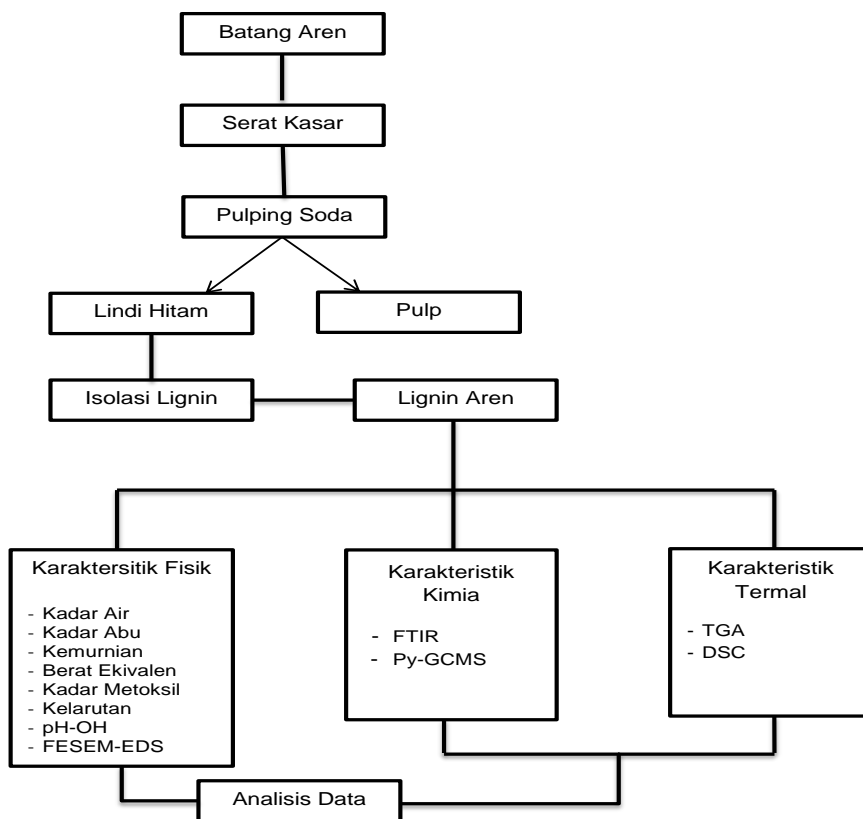 Batang Aren
Serat Kasar
Pulping Soda
Lindi Hitam
Pulp
Isolasi Lignin
Lignin Aren
Karaktersitik Fisik
- Kadar Air
- Kadar Abu
- Kemurnian
- Berat Ekivalen
- Kadar Metoksil
- Kelarutan
- pH-OH
- FESEM-EDS
Karakteristik
Kimia
- FTIR
- Py-GCMS
Karakteristik
Termal
- TGA
- DSC
Analisis Data